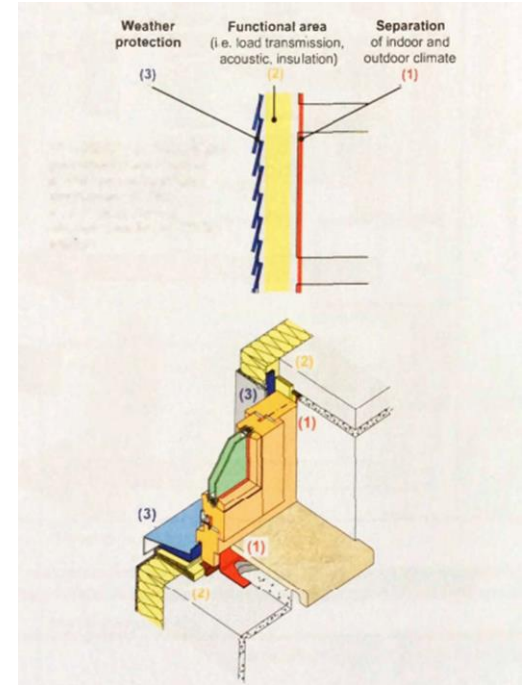 Weather
protection
(3)
Functional area
(i.e. load transmission,
acoustic, insulation)
(2)
Separation
of indoor and
outdoor climate
(1)
(2)
(3)
(1)
(3)
(1)
(2)